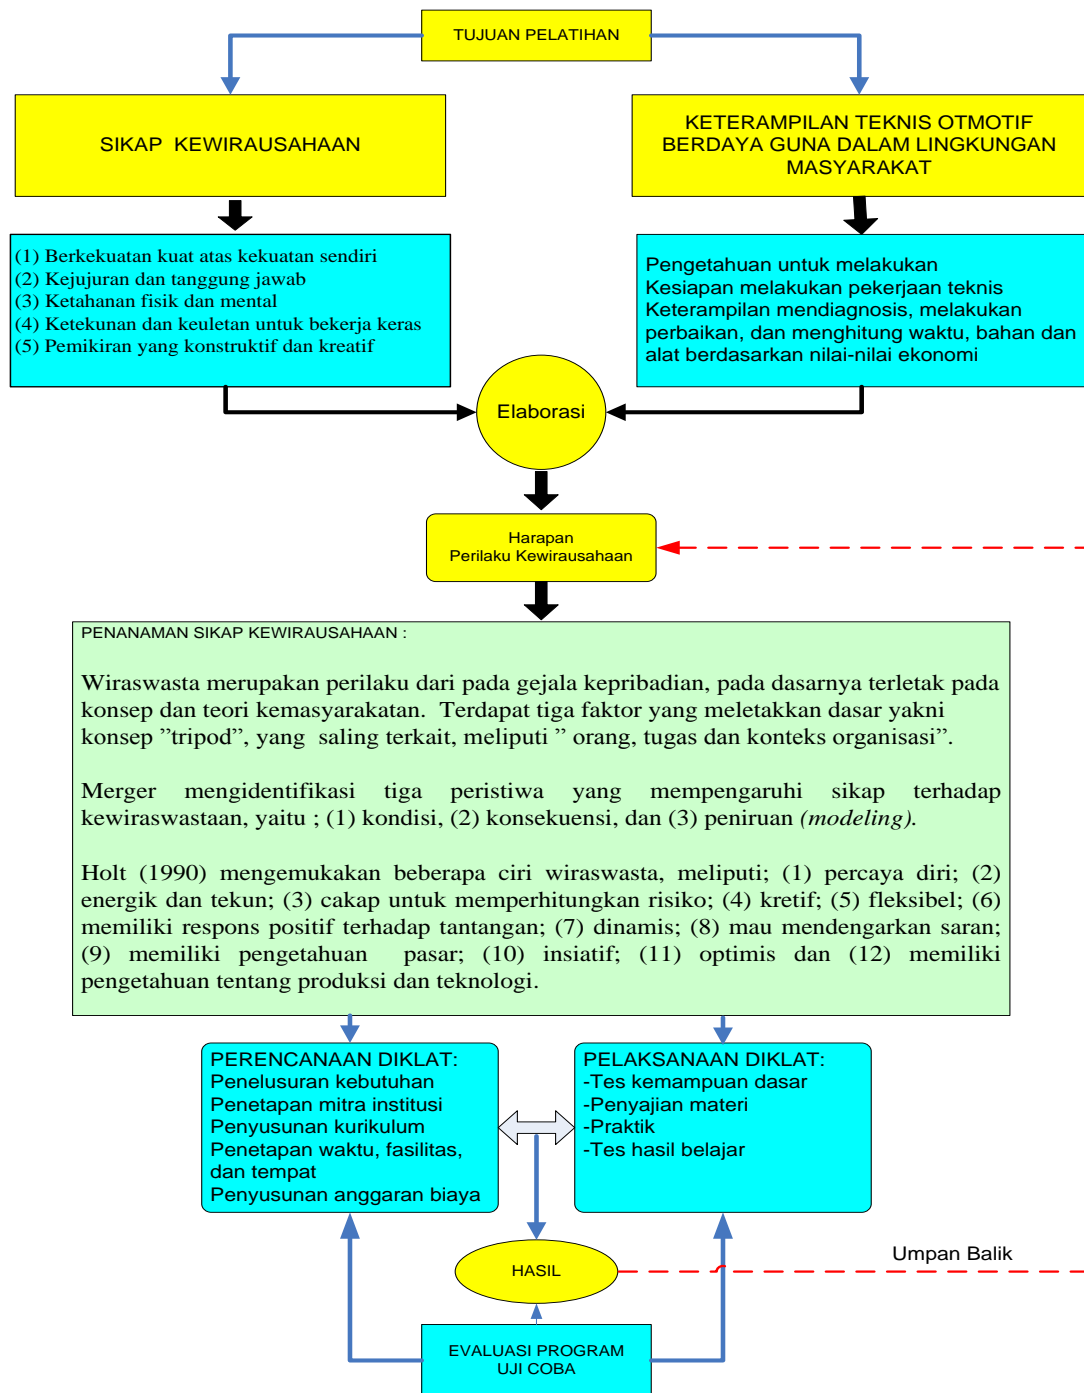 TUJUAN PELATIHAN
SIKAP KEWIRAUSAHAAN
KETERAMPILAN TEKNIS OTMOTIF
BERDAYA GUNA DALAM LINGKUNGAN
MASYARAKAT
(1) Berkekuatan kuat atas kekuatan sendiri
(2) Kejujuran dan tanggung jawab
(3) Ketahanan fisik dan mental
(4) Ketekunan dan keuletan untuk bekerja keras
(5) Pemikiran yang konstruktif dan kreatif
Pengetahuan untuk melakukan
Kesiapan melakukan pekerjaan teknis
Keterampilan mendiagnosis, melakukan
perbaikan, dan menghitung waktu, bahan dan
alat berdasarkan nilai-nilai ekonomi
Elaborasi
Harapan
Perilaku Kewirausahaan
PENANAMAN SIKAP KEWIRAUSAHAAN :
Wiraswasta merupakan perilaku dari pada gejala kepribadian, pada dasarnya terletak pada
konsep dan teori kemasyarakatan. Terdapat tiga faktor yang meletakkan dasar yakni
konsep ”tripod”, yang saling terkait, meliputi ” orang, tugas dan konteks organisasi”.
Merger mengidentifikasi tiga peristiwa yang mempengaruhi sikap terhadap
kewiraswastaan, yaitu ; (1) kondisi, (2) konsekuensi, dan (3) peniruan (modeling).
Holt (1990) mengemukakan beberapa ciri wiraswasta, meliputi; (1) percaya diri; (2)
energik dan tekun; (3) cakap untuk memperhitungkan risiko; (4) kretif; (5) fleksibel; (6)
memiliki respons positif terhadap tantangan; (7) dinamis; (8) mau mendengarkan saran;
(9) memiliki pengetahuan pasar; (10) insiatif; (11) optimis dan (12) memiliki
pengetahuan tentang produksi dan teknologi.
PERENCANAAN DIKLAT:
Penelusuran kebutuhan
Penetapan mitra institusi
Penyusunan kurikulum
Penetapan waktu, fasilitas,
dan tempat
Penyusunan anggaran biaya
PELAKSANAAN DIKLAT:
-Tes kemampuan dasar
-Penyajian materi
-Praktik
-Tes hasil belajar
Umpan Balik
HASIL
EVALUASI PROGRAM
UJI COBA